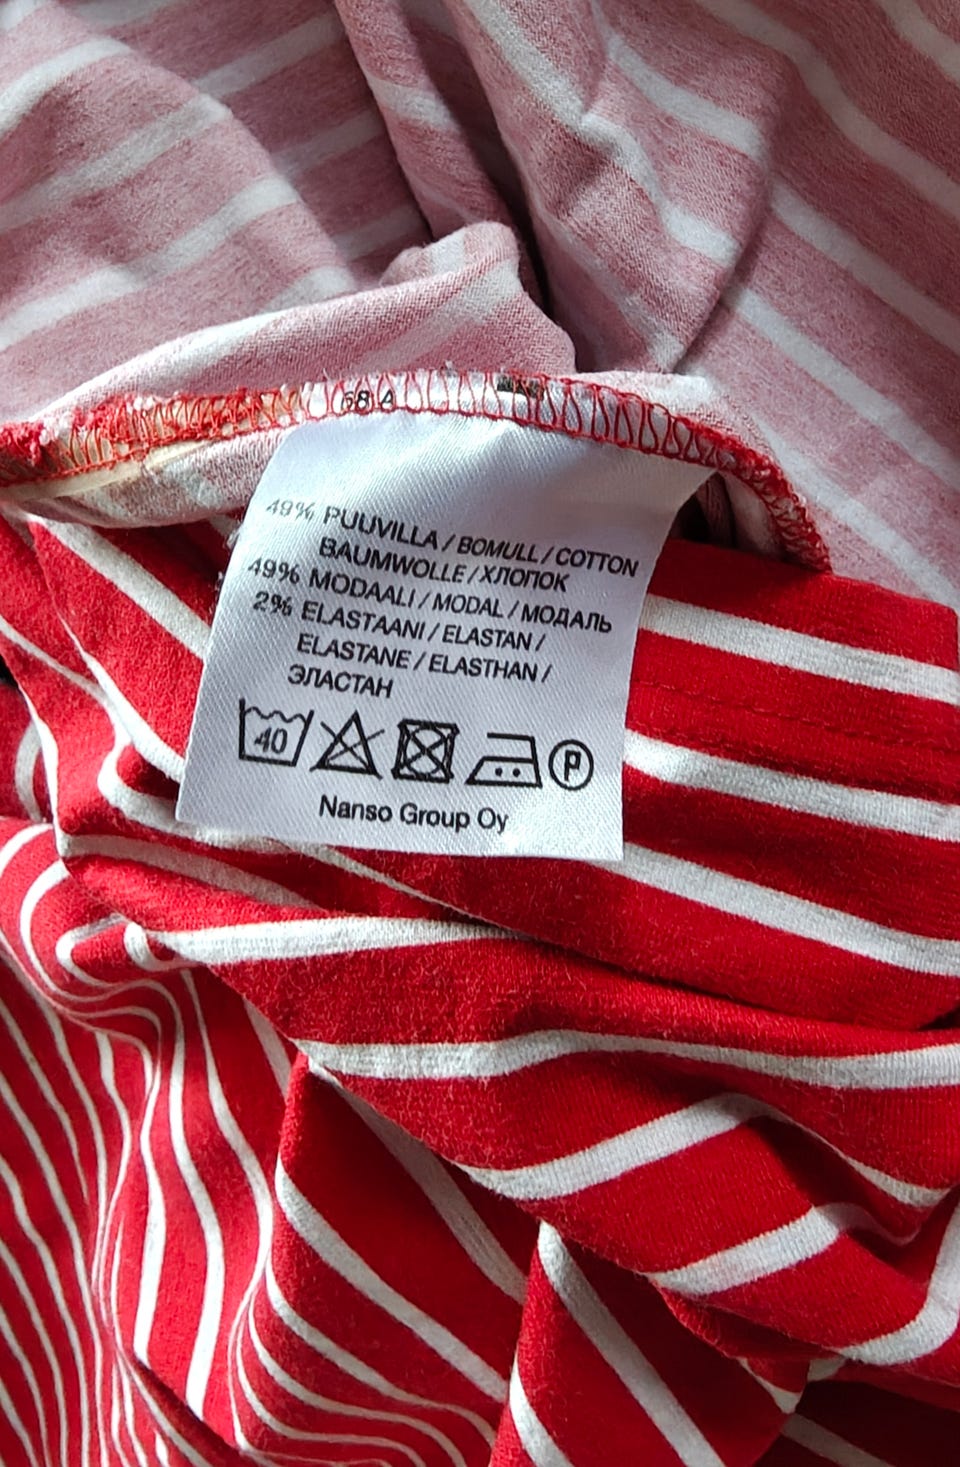 68 A
49% PUUVILLA / BOMULL / COTTON
BAUMWOLLE / ХЛОПОК
49% MODAALI / MODAL / МОДАЛЬ
2% ELASTAANI / ELASTAN /
ELASTANE / ELASTHAN /
ЭЛАСТАН
40 P
Nanso Group Oy